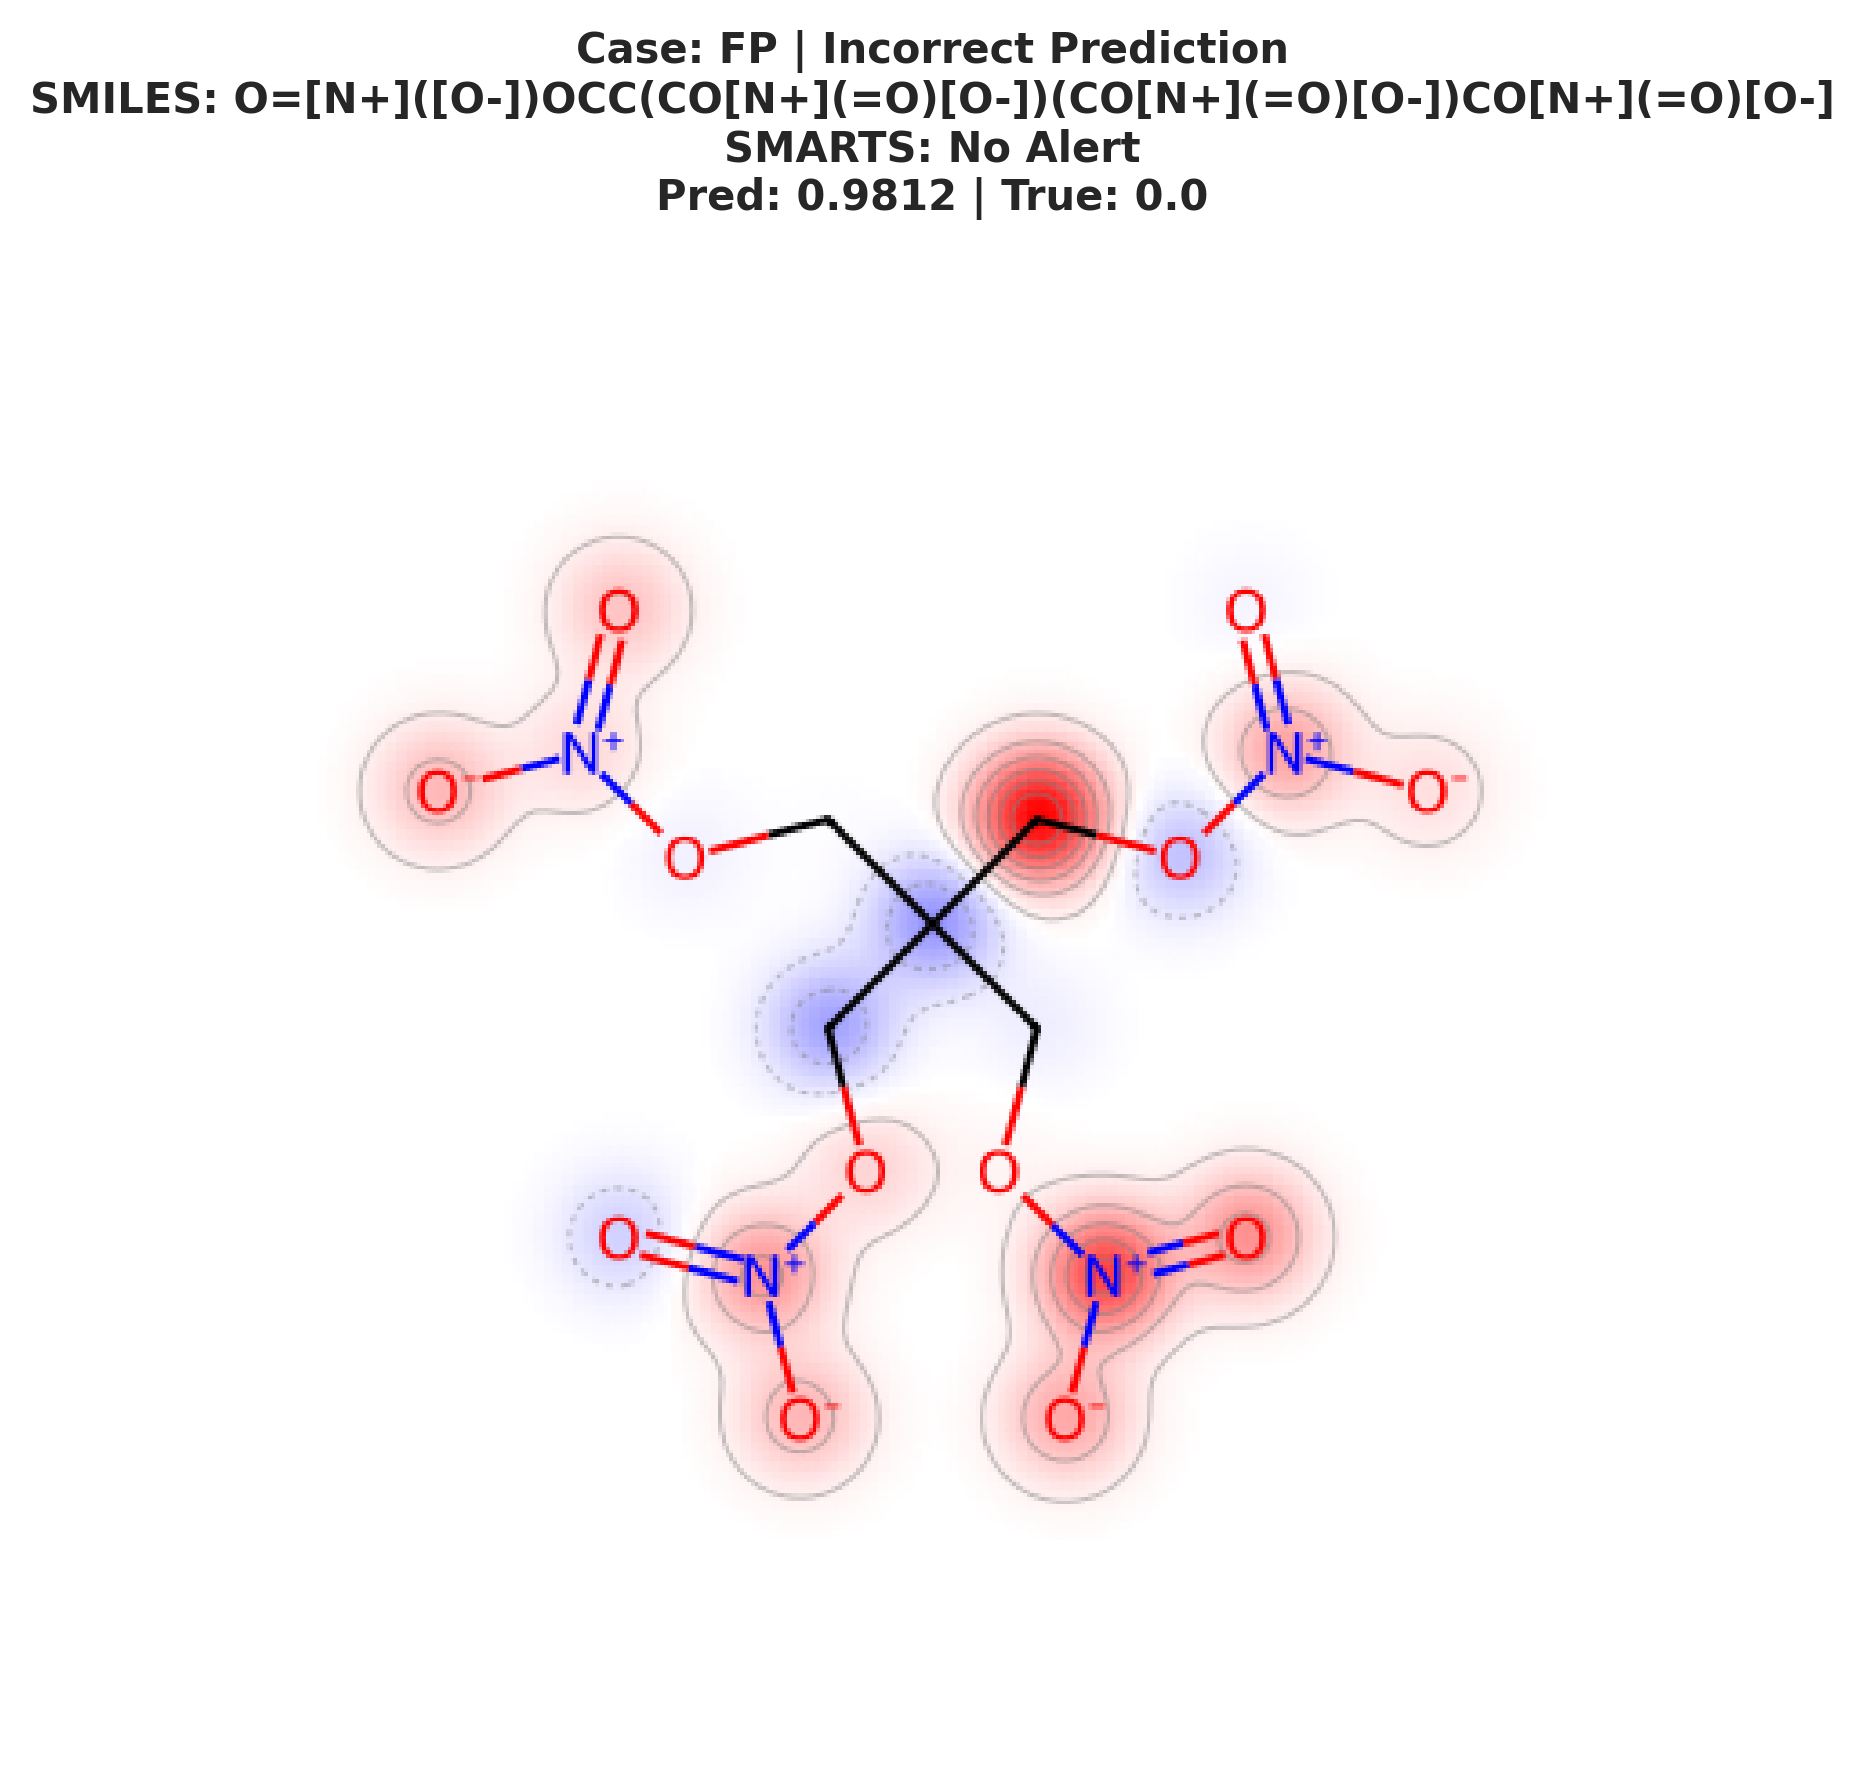 Case: FP | Incorrect Prediction
SMILES: O=[N+]([O-])OCC(CO[N+](=O)[O-])(CO[N+](=O)[O-])CO[N+](=O)[O-]
SMARTS: No Alert
Pred: 0.9812 | True: 0.0
O O
N+ N+
O- O-
O O
O O
O N+ N+ O
O- O-